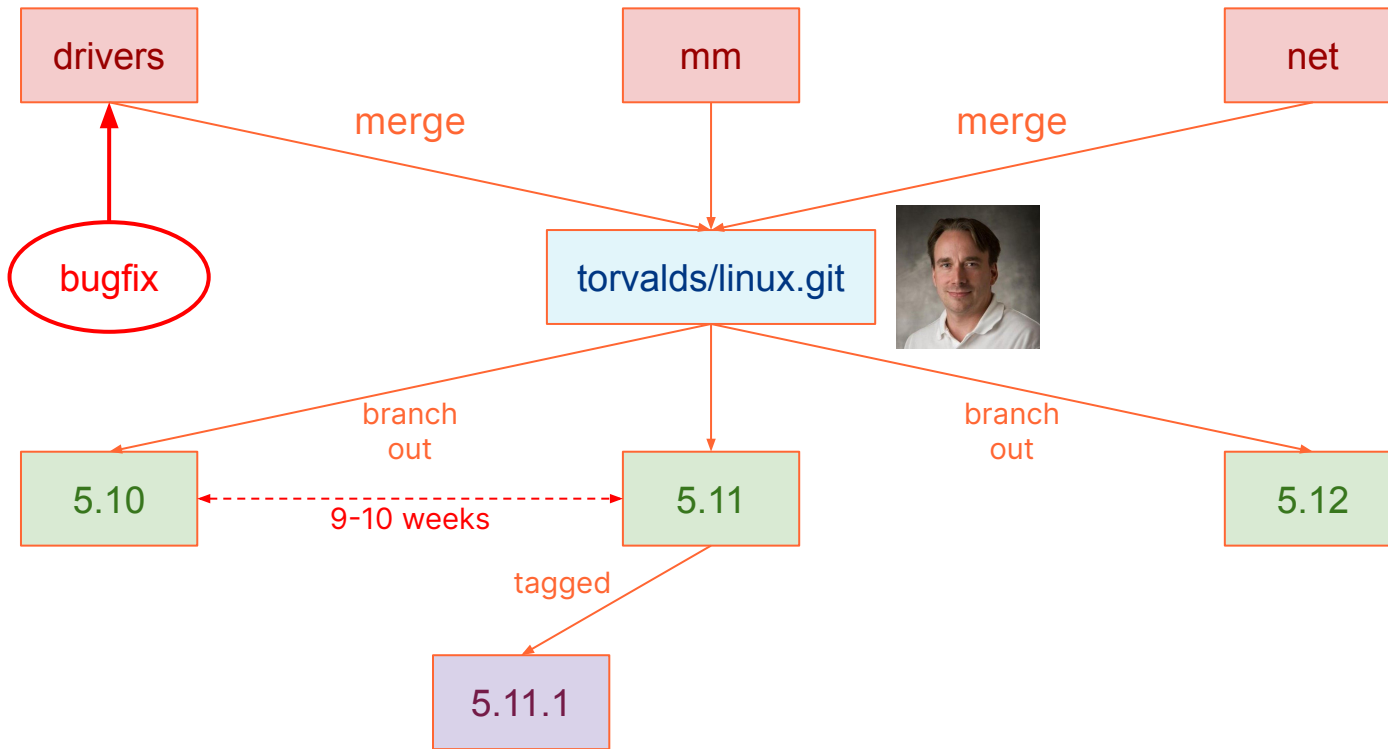 drivers
mm
net
merge
merge
bugfix
torvalds/linux.git
branch
out
branch
out
5.10
5.11
5.12
9-10 weeks
tagged
5.11.1